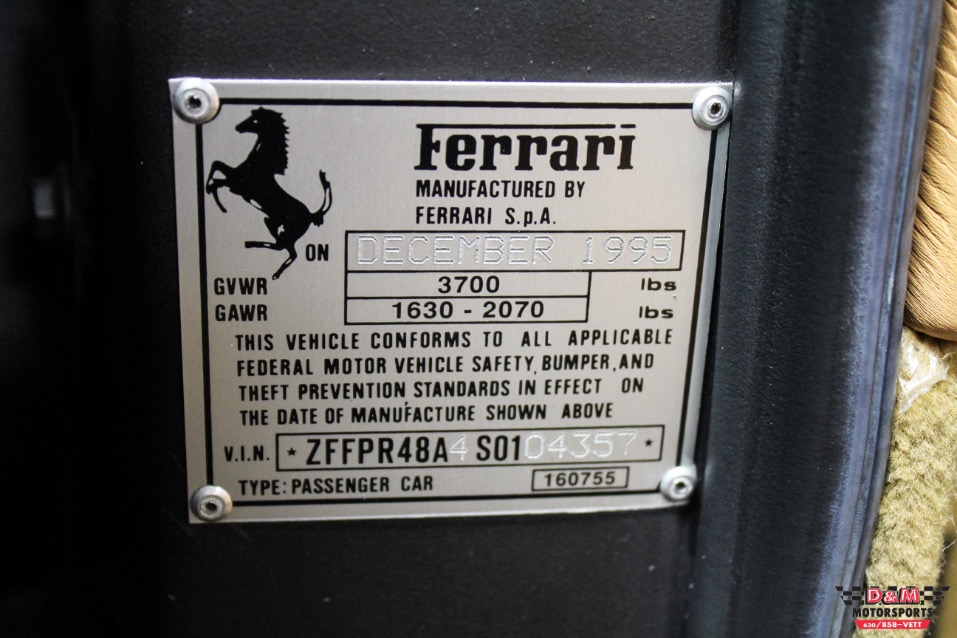 Ferrari
MANUFACTURED BY
FERRARI S.p.A.
ON DECEMBER 1995
GVWR 3700 lbs
GAWR 1630 - 2070 lbs
THIS VEHICLE CONFORMS TO ALL APPLICABLE
FEDERAL MOTOR VEHICLE SAFETY, BUMPER, AND
THEFT PREVENTION STANDARDS IN EFFECT ON
THE DATE OF MANUFACTURE SHOWN ABOVE
V.I.N. * ZFFPR48A4 S0104357 *
TYPE: PASSENGER CAR 160755
D&M
MOTORSPORTS
630/858-VETT